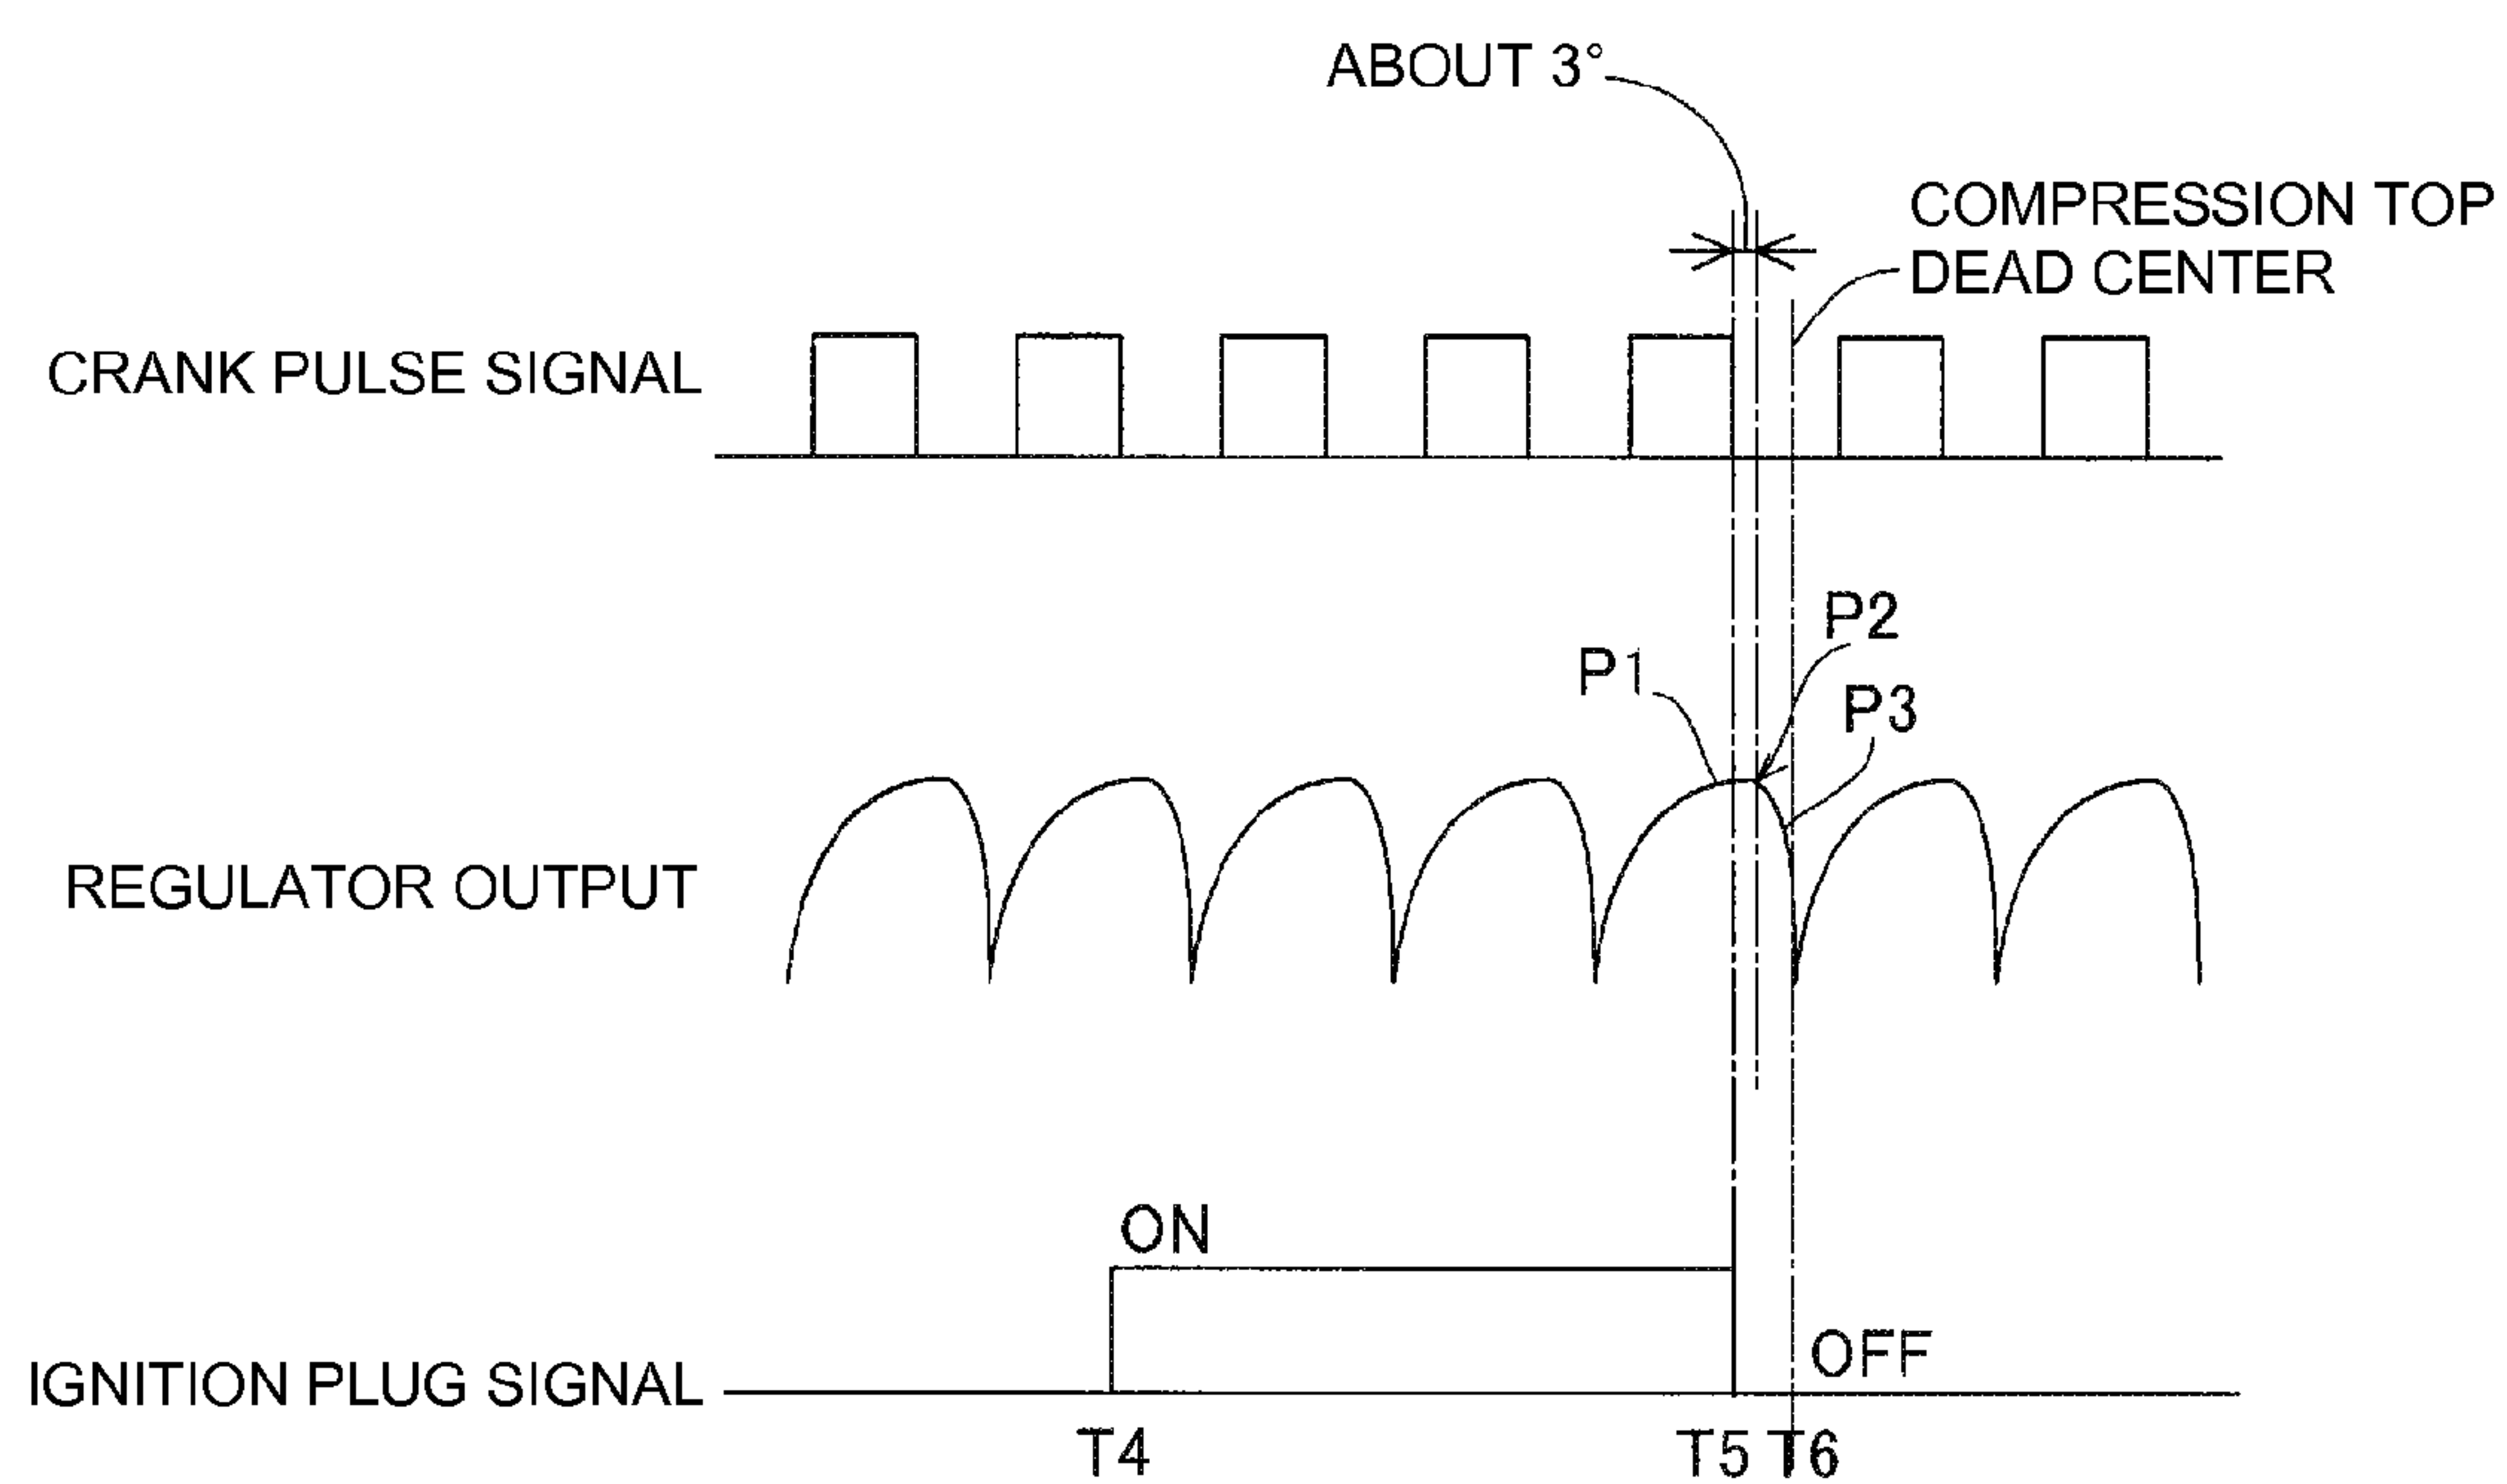 ABOUT 3°
COMPRESSION TOP
DEAD CENTER
CRANK PULSE SIGNAL
P2
P1
P3
REGULATOR OUTPUT
ON
OFF
IGNITION PLUG SIGNAL
T4
T5
T6